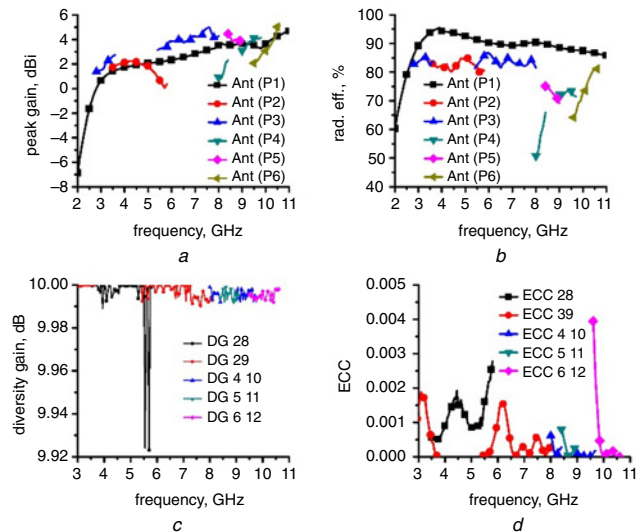 6
4
2
0
−2
−4
−6
−8
peak gain, dBi
Ant (P1)
Ant (P2)
Ant (P3)
Ant (P4)
Ant (P5)
Ant (P6)
2 3 4 5 6 7 8 9 10 11
frequency, GHz
a
100
90
80
70
60
50
40
rad. eff., %
Ant (P1)
Ant (P2)
Ant (P3)
Ant (P4)
Ant (P5)
Ant (P6)
2 3 4 5 6 7 8 9 10 11
frequency, GHz
b
10.00
9.98
9.96
9.94
9.92
diversity gain, dB
DG 28
DG 29
DG 4 10
DG 5 11
DG 6 12
3 4 5 6 7 8 9 10 11
frequency, GHz
c
0.005
0.004
0.003
0.002
0.001
0.000
ECC
ECC 28
ECC 39
ECC 4 10
ECC 5 11
ECC 6 12
3 4 5 6 7 8 9 10 11
frequency, GHz
d